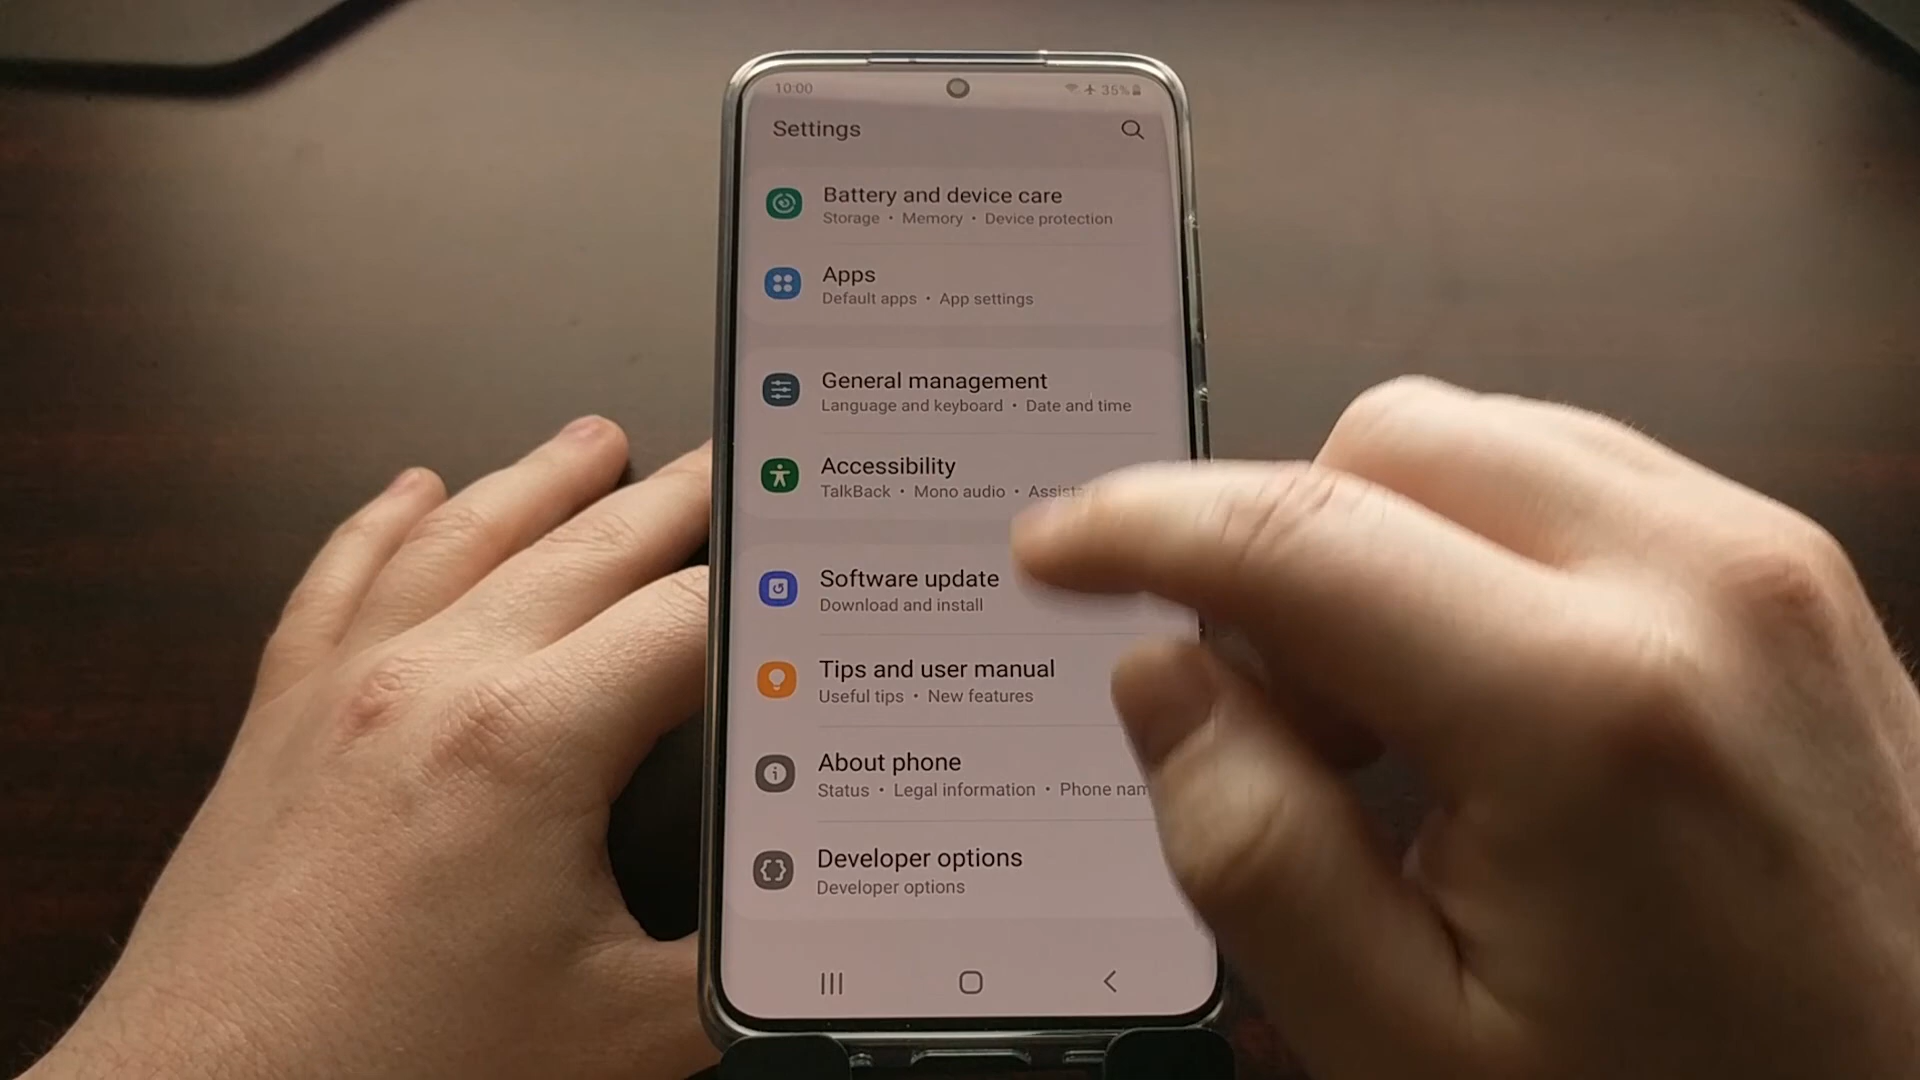 10:00
35%
Settings
Battery and device care
Storage • Memory • Device protection
Apps
Default apps • App settings
General management
Language and keyboard • Date and time
Accessibility
TalkBack • Mono audio •
Software update
Download and install
Tips and user manual
Useful tips • New features
About phone
Status • Legal information • Phone
Developer options
Developer options